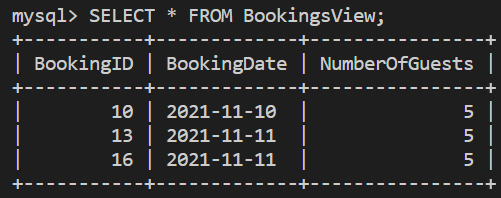 mysql> SELECT * FROM BookingsView;
+-----------+-------------+----------------+
| BookingID | BookingDate | NumberOfGuests |
+-----------+-------------+----------------+
|        10 | 2021-11-10  |              5 |
|        13 | 2021-11-11  |              5 |
|        16 | 2021-11-11  |              5 |
+-----------+-------------+----------------+